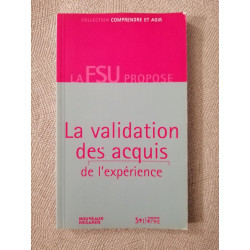 COLLECTION COMPRENDRE ET AGIR
LA FSU PROPOSE
La validation
des acquis
de l'expérience
NOUVEAUX
REGARDS